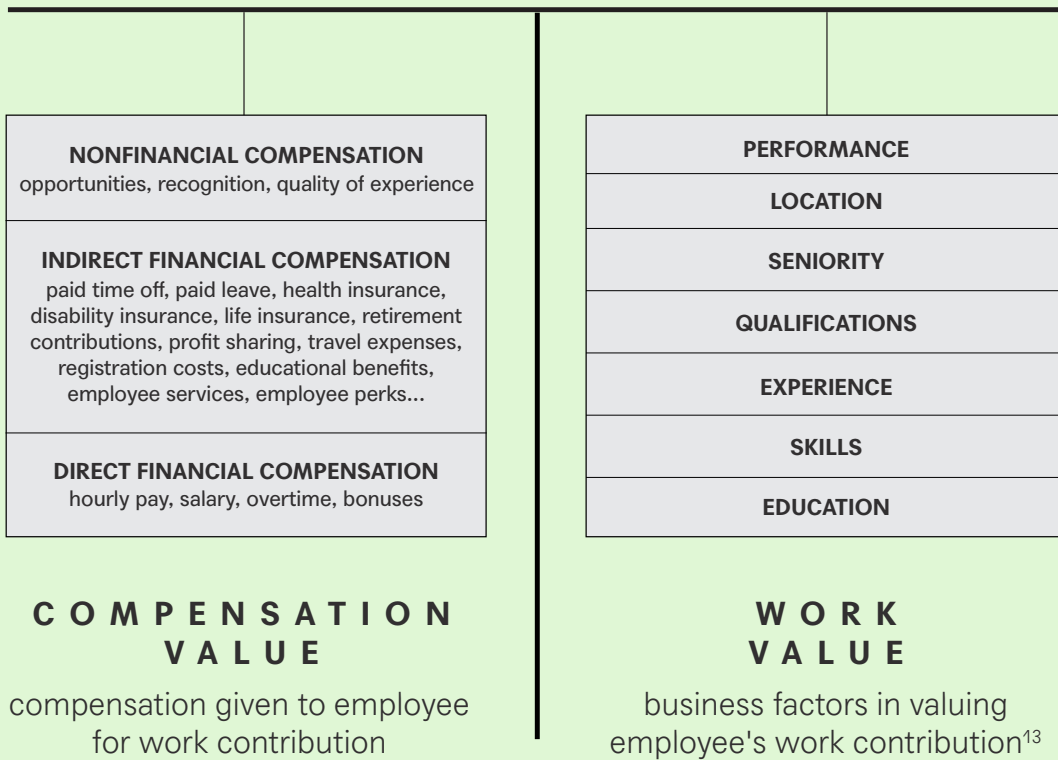 NONFINANCIAL COMPENSATION
opportunities, recognition, quality of experience
INDIRECT FINANCIAL COMPENSATION
paid time off, paid leave, health insurance,
disability insurance, life insurance, retirement
contributions, profit sharing, travel expenses,
registration costs, educational benefits,
employee services, employee perks...
DIRECT FINANCIAL COMPENSATION
hourly pay, salary, overtime, bonuses
COMPENSATION
VALUE
compensation given to employee
for work contribution
PERFORMANCE
LOCATION
SENIORITY
QUALIFICATIONS
EXPERIENCE
SKILLS
EDUCATION
WORK
VALUE
business factors in valuing
employee's work contribution¹³